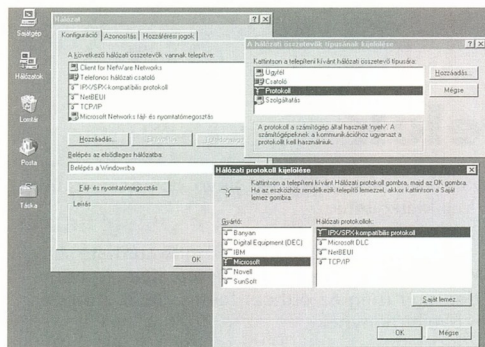 Sajátgép
Hálózatok
Lomtár
Posta
Táska
Hálózat
Konfiguráció
Azonosítás
Hozzáférési jogok
A következő hálózati összetevők vannak telepítve:
Client for NetWare Networks
Telefonos hálózati csatoló
IPX/SPX kompatibilis protokoll
NetBEUI
TCP/IP
Microsoft Networks fájl- és nyomtatómegosztás
Hozzáadás...
Belépés az elsődleges hálózatba:
Belépés a Windowsba
Fájl- és nyomtatómegosztás
Leírás
OK
A hálózati összetevők típusának kijelölése
Kattintson a telepíteni kívánt hálózati összetevő típusára:
Ügyfél
Csatoló
Protokoll
Szolgáltatás
Hozzáadás...
Mégse
A protokoll a számítógép által használt 'nyelv'. A
számítógépeknek a kommunikációhoz ugyanazt a
protokollt kell használniuk.
Hálózati protokoll kijelölése
Kattintson a telepíteni kívánt Hálózati protokoll gombra, majd az OK gombra.
Ha az eszközhöz rendelkezik telepítő lemezzel, akkor kattintson a Saját
lemez gombra.
Gyártó:
Banyan
Digital Equipment (DEC)
IBM
Microsoft
Novell
SunSoft
Hálózati protokollok:
IPX/SPX-kompatibilis protokoll
Microsoft DLC
NetBEUI
TCP/IP
Saját lemez...
OK
Mégse